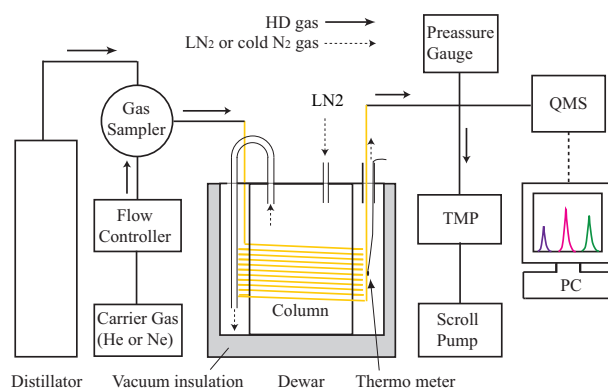 HD gas
LN2 or cold N2 gas
Preassure
Gauge
Gas
Sampler
LN2
QMS
Flow
Controller
TMP
Carrier Gas
(He or Ne)
Column
Scroll
Pump
PC
Distillator
Vacuum insulation
Dewar
Thermo meter